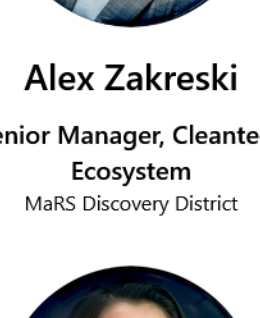 Alex Zakreski
enior Manager, Cleante
Ecosystem
MaRS Discovery District